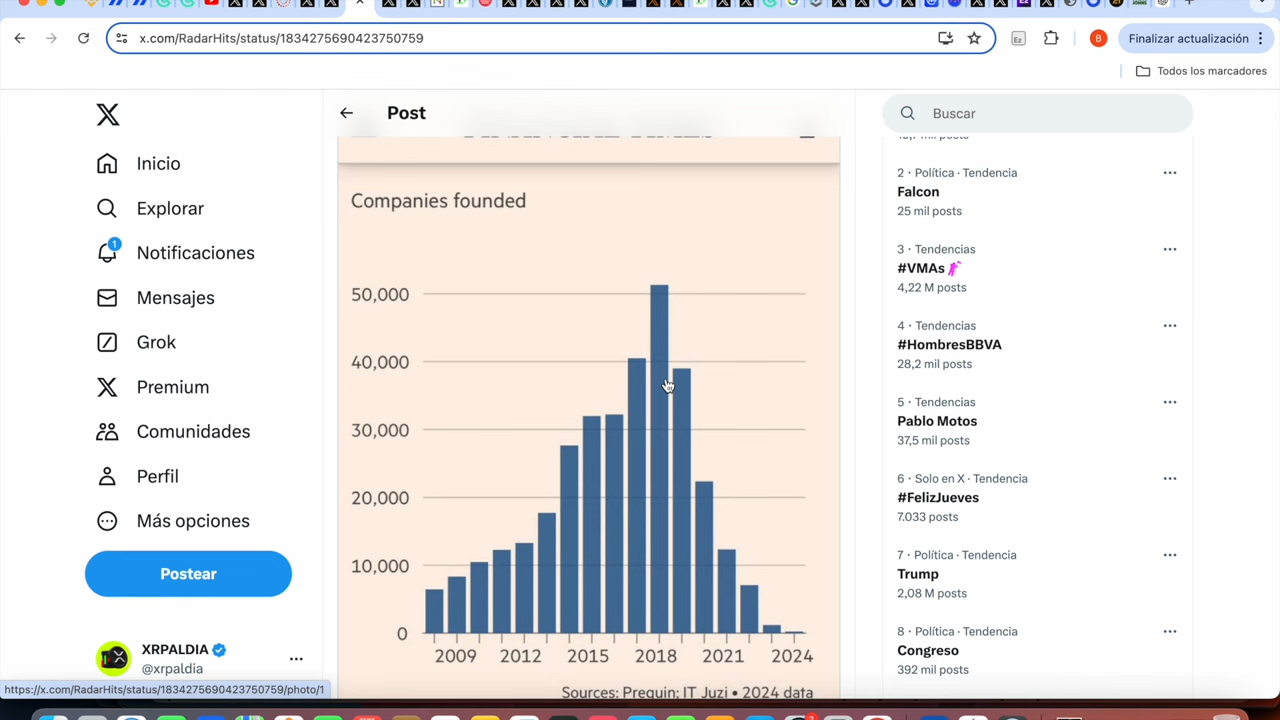 x.com/RadarHits/status/1834275690423750759
Finalizar actualización
Todos los marcadores
Inicio
Explorar
1
Notificaciones
Mensajes
Grok
Premium
Comunidades
Perfil
Más opciones
Postear
XRPALDIA
@xrpaldia
https://x.com/RadarHits/status/1834275690423750759/photo/1
Post
Companies founded
50,000
40,000
30,000
20,000
10,000
0
2009 2012 2015 2018 2021 2024
Sources: Preqin; IT Juzi • 2024 data
Buscar
2 · Política · Tendencia
Falcon
25 mil posts
3 · Tendencias
#VMAs
4,22 M posts
4 · Tendencias
#HombresBBVA
28,2 mil posts
5 · Tendencias
Pablo Motos
37,5 mil posts
6 · Solo en X · Tendencia
#FelizJueves
7.033 posts
7 · Política · Tendencia
Trump
2,08 M posts
8 · Política · Tendencia
Congreso
392 mil posts